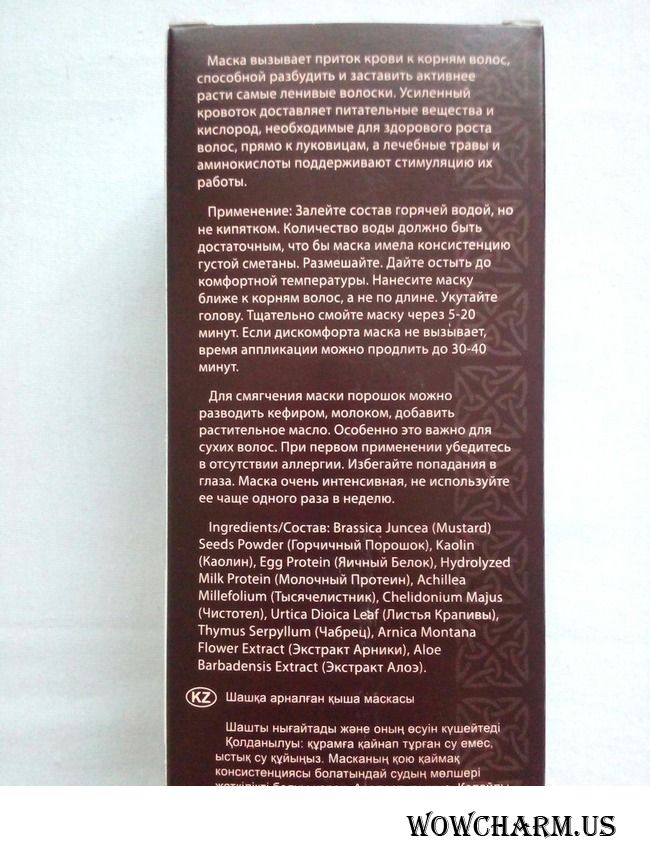 Маска вызывает приток крови к корням волос,
способной разбудить и заставить активнее
расти самые ленивые волоски. Усиленный
кровоток доставляет питательные вещества и
кислород, необходимые для здорового роста
волос, прямо к луковицам, а лечебные травы и
аминокислоты поддерживают стимуляцию их
работы.
Применение: Залейте состав горячей водой, но
не кипятком. Количество воды должно быть
достаточным, что бы маска имела консистенцию
густой сметаны. Размешайте. Дайте остыть до
комфортной температуры. Нанесите маску
ближе к корням волос, а не по длине. Укутайте
голову. Тщательно смойте маску через 5-20
минут. Если дискомфорта маска не вызывает,
время аппликации можно продлить до 30-40
минут.
Для смягчения маски порошок можно
разводить кефиром, молоком, добавить
растительное масло. Особенно это важно для
сухих волос. При первом применении убедитесь
в отсутствии аллергии. Избегайте попадания в
глаза. Маска очень интенсивная, не используйте
ее чаще одного раза в неделю.
Ingredients/Состав: Brassica Juncea (Mustard)
Seeds Powder (Горчичный Порошок), Kaolin
(Каолин), Egg Protein (Яичный Белок), Hydrolyzed
Milk Protein (Молочный Протеин), Achillea
Millefolium (Тысячелистник), Chelidonium Majus
(Чистотел), Urtica Dioica Leaf (Листья Крапивы),
Thymus Serpyllum (Чабрец), Arnica Montana
Flower Extract (Экстракт Арники), Aloe
Barbadensis Extract (Экстракт Алоэ).
KZ Шашқа арналған қыша маскасы
Шашты нығайтады және оның өсуін күшейтеді
Қолданылуы: құрамға қайнап тұрған су емес,
ыстық су құйыңыз. Масканың қою қаймақ
консистенциясы болатындай судың мөлшері
WOWCHARM.US